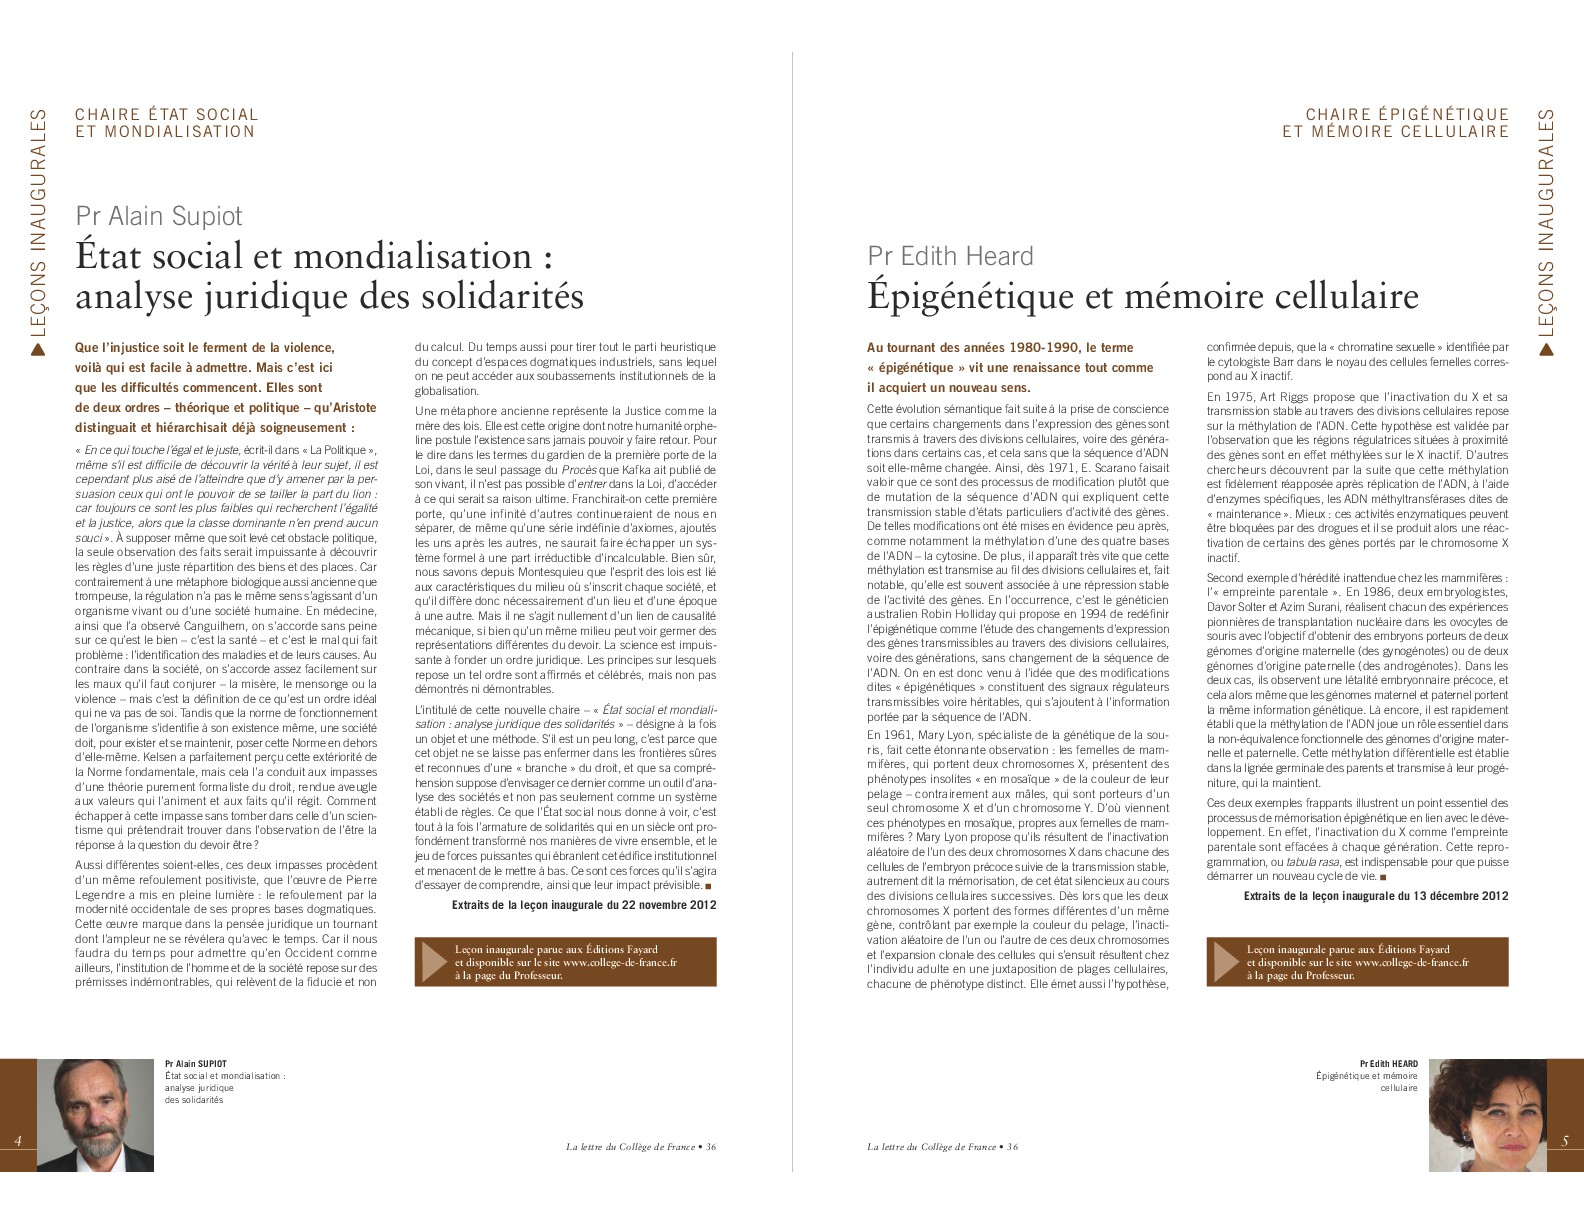 LEÇONS INAUGURALES
CHAIRE ÉTAT SOCIAL
ET MONDIALISATION
Pr Alain Supiot
État social et mondialisation :
analyse juridique des solidarités
Que l’injustice soit le ferment de la violence,
voilà qui est facile à admettre. Mais c’est ici
que les difficultés commencent. Elles sont
de deux ordres – théorique et politique – qu’Aristote
distinguait et hiérarchisait déjà soigneusement :
« En ce qui touche l’égal et le juste, écrit-il dans « La Politique »,
même s’il est difficile de découvrir la vérité à leur sujet, il est
cependant plus aisé de l’atteindre que d’y amener par la per-
suasion ceux qui ont le pouvoir de se tailler la part du lion :
car toujours ce sont les plus faibles qui recherchent l’égalité
et la justice, alors que la classe dominante n’en prend aucun
souci ». À supposer même que soit levé cet obstacle politique,
la seule observation des faits serait impuissante à découvrir
les règles d’une juste répartition des biens et des places. Car
contrairement à une métaphore biologique aussi ancienne que
trompeuse, la régulation n’a pas le même sens s’agissant d’un
organisme vivant ou d’une société humaine. En médecine,
ainsi que l’a observé Canguilhem, on s’accorde sans peine
sur ce qu’est le bien – c’est la santé – et c’est le mal qui fait
problème : l’identification des maladies et de leurs causes. Au
contraire dans la société, on s’accorde assez facilement sur
les maux qu’il faut conjurer – la misère, le mensonge ou la
violence – mais c’est la définition de ce qu’est un ordre idéal
qui ne va pas de soi. Tandis que la norme de fonctionnement
de l’organisme s’identifie à son existence même, une société
doit, pour exister et se maintenir, poser cette Norme en dehors
d’elle-même. Kelsen a parfaitement perçu cette extériorité de
la Norme fondamentale, mais cela l’a conduit aux impasses
d’une théorie purement formaliste du droit, rendue aveugle
aux valeurs qui l’animent et aux faits qu’il régit. Comment
échapper à cette impasse sans tomber dans celle d’un scien-
tisme qui prétendrait trouver dans l’observation de l’être la
réponse à la question du devoir être ?
Aussi différentes soient-elles, ces deux impasses procèdent
d’un même refoulement positiviste, que l’œuvre de Pierre
Legendre a mis en pleine lumière : le refoulement par la
modernité occidentale de ses propres bases dogmatiques.
Cette œuvre marque dans la pensée juridique un tournant
dont l’ampleur ne se révélera qu’avec le temps. Car il nous
faudra du temps pour admettre qu’en Occident comme
ailleurs, l’institution de l’homme et de la société repose sur des
prémisses indémontrables, qui relèvent de la fiducie et non
du calcul. Du temps aussi pour tirer tout le parti heuristique
du concept d’espaces dogmatiques industriels, sans lequel
on ne peut accéder aux soubassements institutionnels de la
globalisation.
Une métaphore ancienne représente la Justice comme la
mère des lois. Elle est cette origine dont notre humanité orphe-
line postule l’existence sans jamais pouvoir y faire retour. Pour
le dire dans les termes du gardien de la première porte de la
Loi, dans le seul passage du Procès que Kafka ait publié de
son vivant, il n’est pas possible d’entrer dans la Loi, d’accéder
à ce qui serait sa raison ultime. Franchirait-on cette première
porte, qu’une infinité d’autres continueraient de nous en
séparer, de même qu’une série indéfinie d’axiomes, ajoutés
les uns après les autres, ne saurait faire échapper un sys-
tème formel à une part irréductible d’incalculable. Bien sûr,
nous savons depuis Montesquieu que l’esprit des lois est lié
aux caractéristiques du milieu où s’inscrit chaque société, et
qu’il diffère donc nécessairement d’un lieu et d’une époque
à une autre. Mais il ne s’agit nullement d’un lien de causalité
mécanique, si bien qu’un même milieu peut voir germer des
représentations différentes du devoir. La science est impuis-
sante à fonder un ordre juridique. Les principes sur lesquels
repose un tel ordre sont affirmés et célébrés, mais non pas
démontrés ni démontrables.
L’intitulé de cette nouvelle chaire – « État social et mondiali-
sation : analyse juridique des solidarités » – désigne à la fois
un objet et une méthode. S’il est un peu long, c’est parce que
cet objet ne se laisse pas enfermer dans les frontières sûres
et reconnues d’une « branche » du droit, et que sa compré-
hension suppose d’envisager ce dernier comme un outil d’ana-
lyse des sociétés et non pas seulement comme un système
établi de règles. Ce que l’État social nous donne à voir, c’est
tout à la fois l’armature de solidarités qui en un siècle ont pro-
fondément transformé nos manières de vivre ensemble, et le
jeu de forces puissantes qui ébranlent cet édifice institutionnel
et menacent de le mettre à bas. Ce sont ces forces qu’il s’agira
d’essayer de comprendre, ainsi que leur impact prévisible. ■
Extraits de la leçon inaugurale du 22 novembre 2012
Leçon inaugurale parue aux Éditions Fayard
et disponible sur le site www.college-de-france.fr
à la page du Professeur.
Pr Alain SUPIOT
État social et mondialisation :
analyse juridique
des solidarités
4
La lettre du Collège de France • 36
CHAIRE ÉPIGÉNÉTIQUE
ET MÉMOIRE CELLULAIRE
LEÇONS INAUGURALES
Pr Edith Heard
Épigénétique et mémoire cellulaire
Au tournant des années 1980-1990, le terme
« épigénétique » vit une renaissance tout comme
il acquiert un nouveau sens.
Cette évolution sémantique fait suite à la prise de conscience
que certains changements dans l’expression des gènes sont
transmis à travers des divisions cellulaires, voire des généra-
tions dans certains cas, et cela sans que la séquence d’ADN
soit elle-même changée. Ainsi, dès 1971, E. Scarano faisait
valoir que ce sont des processus de modification plutôt que
de mutation de la séquence d’ADN qui expliquent cette
transmission stable d’états particuliers d’activité des gènes.
De telles modifications ont été mises en évidence peu après,
comme notamment la méthylation d’une des quatre bases
de l’ADN – la cytosine. De plus, il apparaît très vite que cette
méthylation est transmise au fil des divisions cellulaires et, fait
notable, qu’elle est souvent associée à une répression stable
de l’activité des gènes. En l’occurrence, c’est le généticien
australien Robin Holliday qui propose en 1994 de redéfinir
l’épigénétique comme l’étude des changements d’expression
des gènes transmissibles au travers des divisions cellulaires,
voire des générations, sans changement de la séquence de
l’ADN. On en est donc venu à l’idée que des modifications
dites « épigénétiques » constituent des signaux régulateurs
transmissibles voire héritables, qui s’ajoutent à l’information
portée par la séquence de l’ADN.
En 1961, Mary Lyon, spécialiste de la génétique de la sou-
ris, fait cette étonnante observation : les femelles de mam-
mifères, qui portent deux chromosomes X, présentent des
phénotypes insolites « en mosaïque » de la couleur de leur
pelage – contrairement aux mâles, qui sont porteurs d’un
seul chromosome X et d’un chromosome Y. D’où viennent
ces phénotypes en mosaïque, propres aux femelles de mam-
mifères ? Mary Lyon propose qu’ils résultent de l’inactivation
aléatoire de l’un des deux chromosomes X dans chacune des
cellules de l’embryon précoce suivie de la transmission stable,
autrement dit la mémorisation, de cet état silencieux au cours
des divisions cellulaires successives. Dès lors que les deux
chromosomes X portent des formes différentes d’un même
gène, contrôlant par exemple la couleur du pelage, l’inacti-
vation aléatoire de l’un ou l’autre de ces deux chromosomes
et l’expansion clonale des cellules qui s’ensuit résultent chez
l’individu adulte en une juxtaposition de plages cellulaires,
chacune de phénotype distinct. Elle émet aussi l’hypothèse,
confirmée depuis, que la « chromatine sexuelle » identifiée par
le cytologiste Barr dans le noyau des cellules femelles corres-
pond au X inactif.
En 1975, Art Riggs propose que l’inactivation du X et sa
transmission stable au travers des divisions cellulaires repose
sur la méthylation de l’ADN. Cette hypothèse est validée par
l’observation que les régions régulatrices situées à proximité
des gènes sont en effet méthylées sur le X inactif. D’autres
chercheurs découvrent par la suite que cette méthylation
est fidèlement réapposée après réplication de l’ADN, à l’aide
d’enzymes spécifiques, les ADN méthyltransférases dites de
« maintenance ». Mieux : ces activités enzymatiques peuvent
être bloquées par des drogues et il se produit alors une réac-
tivation de certains des gènes portés par le chromosome X
inactif.
Second exemple d’hérédité inattendue chez les mammifères :
l’« empreinte parentale ». En 1986, deux embryologistes,
Davor Solter et Azim Surani, réalisent chacun des expériences
pionnières de transplantation nucléaire dans les ovocytes de
souris avec l’objectif d’obtenir des embryons porteurs de deux
génomes d’origine maternelle (des gynogénotes) ou de deux
génomes d’origine paternelle (des androgénotes). Dans les
deux cas, ils observent une létalité embryonnaire précoce, et
cela alors même que les génomes maternel et paternel portent
la même information génétique. Là encore, il est rapidement
établi que la méthylation de l’ADN joue un rôle essentiel dans
la non-équivalence fonctionnelle des génomes d’origine mater-
nelle et paternelle. Cette méthylation différentielle est établie
dans la lignée germinale des parents et transmise à leur progé-
niture, qui la maintient.
Ces deux exemples frappants illustrent un point essentiel des
processus de mémorisation épigénétique en lien avec le déve-
loppement. En effet, l’inactivation du X comme l’empreinte
parentale sont effacées à chaque génération. Cette repro-
grammation, ou tabula rasa, est indispensable pour que puisse
démarrer un nouveau cycle de vie. ■
Extraits de la leçon inaugurale du 13 décembre 2012
Leçon inaugurale parue aux Éditions Fayard
et disponible sur le site www.college-de-france.fr
à la page du Professeur.
Pr Edith HEARD
Épigénétique et mémoire
cellulaire
La lettre du Collège de France • 36
5